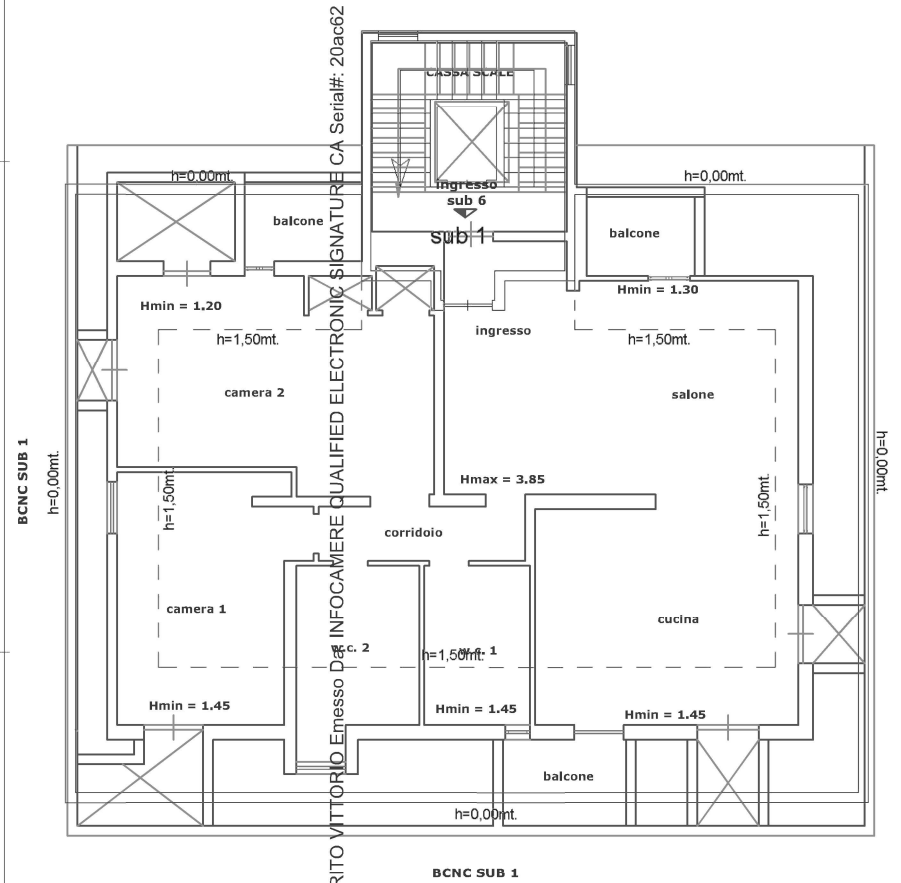 CASSA SCALE
ingresso
sub 6
sub 1
h=0,00mt.
h=0,00mt.
balcone
balcone
Hmin = 1.20
Hmin = 1.30
ingresso
h=1,50mt.
h=1,50mt.
camera 2
salone
BCNC SUB 1
h=0,00mt.
h=1,50mt.
Hmax = 3.85
h=1,50mt.
h=0,00mt.
corridoio
camera 1
cucina
w.c. 2
w.c. 1
h=1,50mt.
Hmin = 1.45
Hmin = 1.45
Hmin = 1.45
balcone
h=0,00mt.
BCNC SUB 1
RITO VITTORIO Emesso Da: INFOCAMERE QUALIFIED ELECTRONIC SIGNATURE CA Serial#: 20ac62